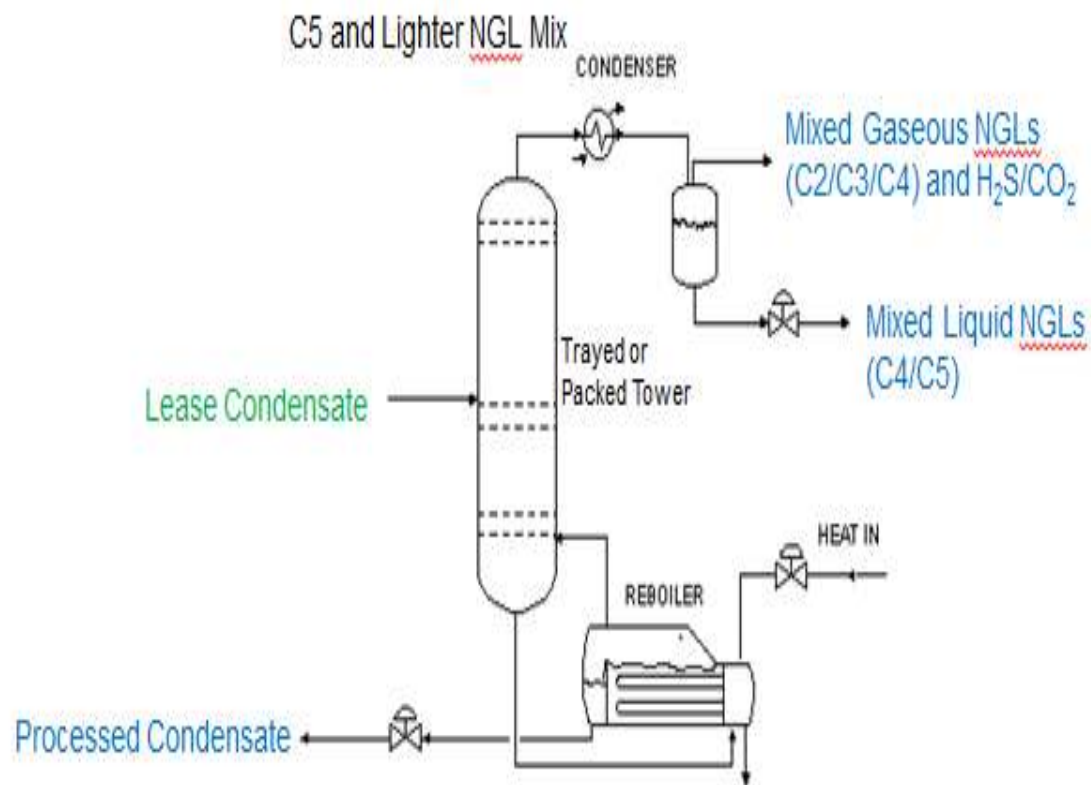 C5 and Lighter NGL Mix
CONDENSER
Mixed Gaseous NGLs
(C2/C3/C4) and H₂S/CO₂
Mixed Liquid NGLs
(C4/C5)
Trayed or
Packed Tower
Lease Condensate
HEAT IN
REBOILER
Processed Condensate